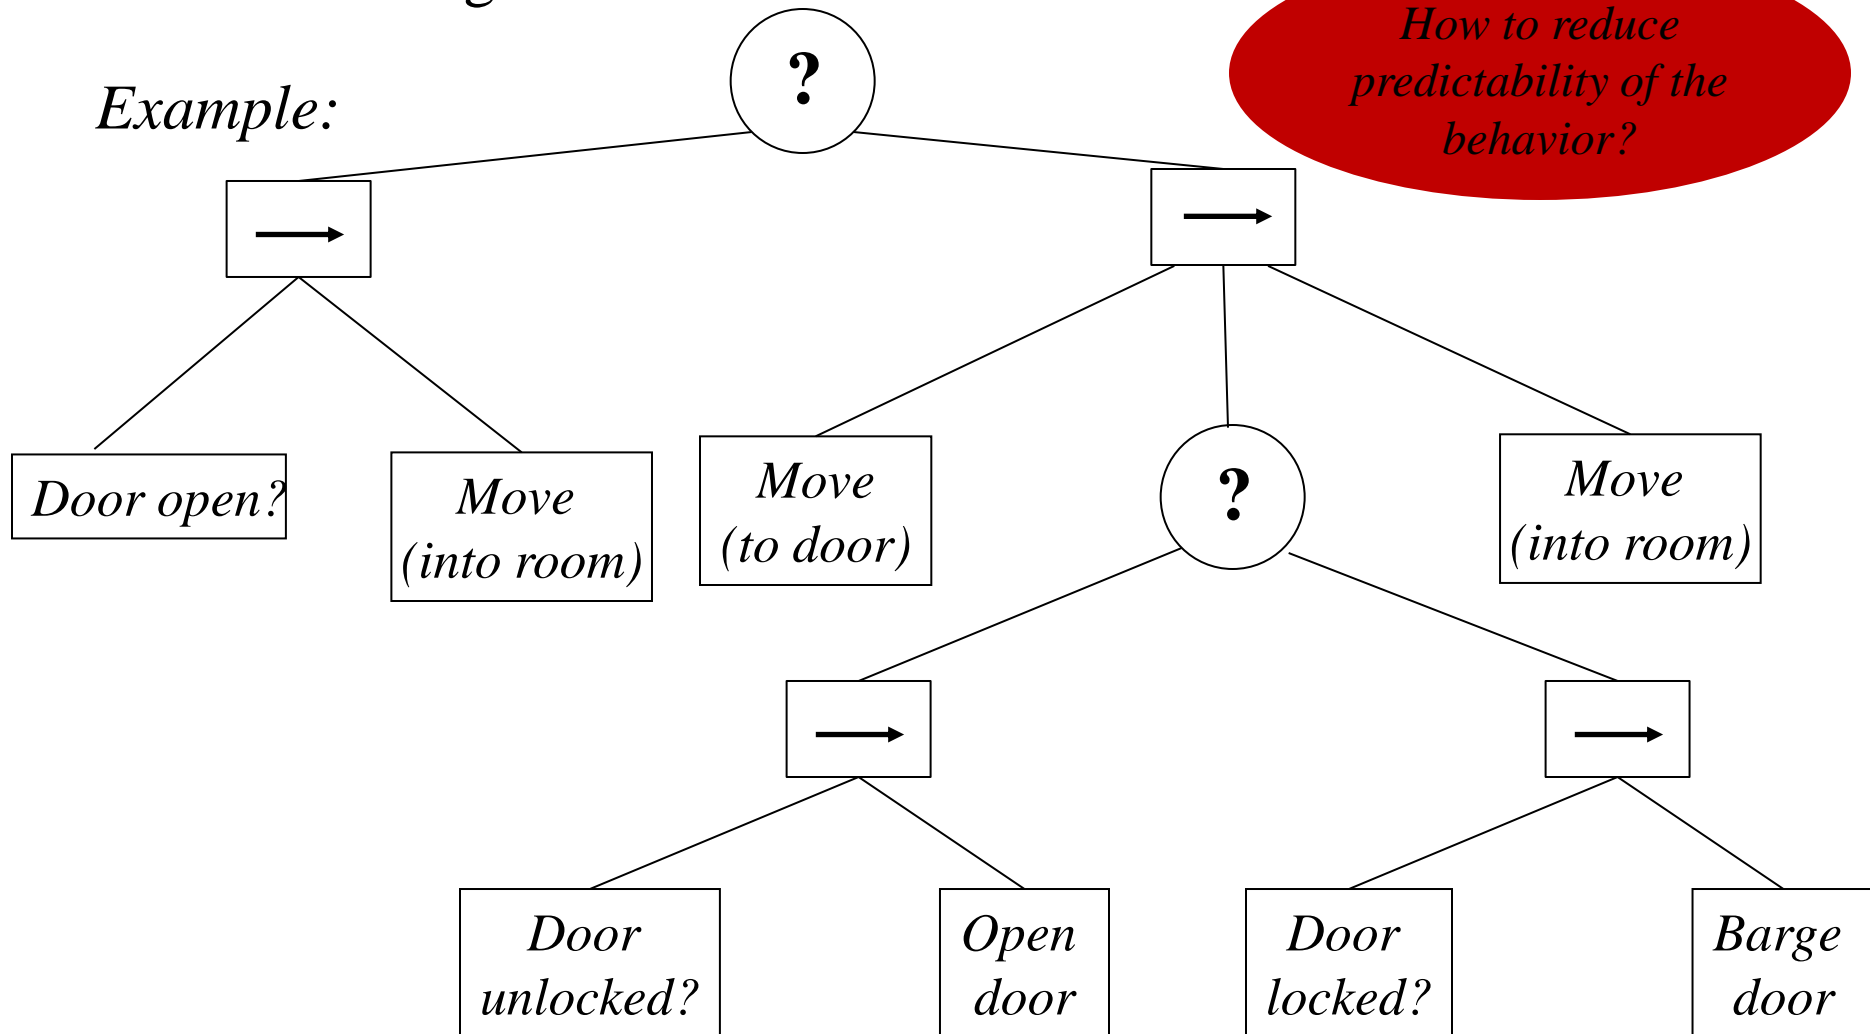 How to reduce
predictability of the
behavior?
Example:
?
Door open?
Move
(into room)
Move
(to door)
?
Move
(into room)
Door
unlocked?
Open
door
Door
locked?
Barge
door